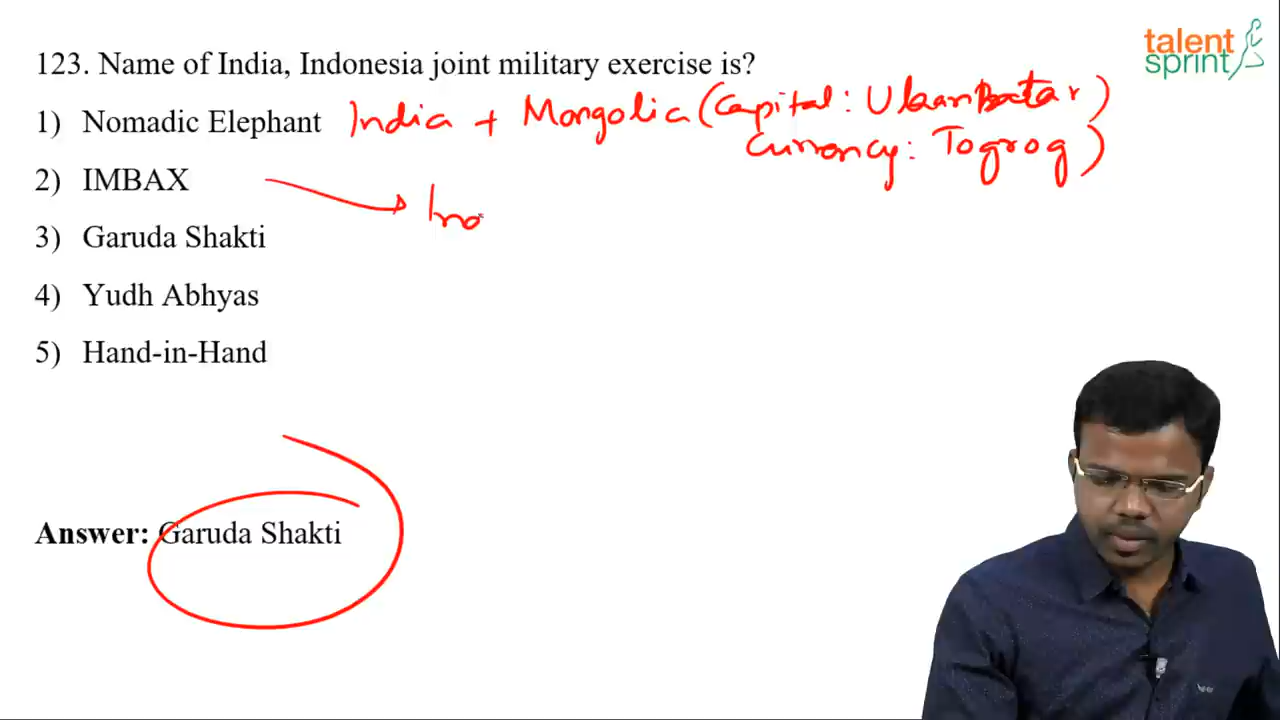 talent
sprint
123. Name of India, Indonesia joint military exercise is?
1) Nomadic Elephant India + Mongolia (Capital: Ulaanbatar)
Currency: Togrog)
2) IMBAX
3) Garuda Shakti
4) Yudh Abhyas
5) Hand-in-Hand
Answer: Garuda Shakti